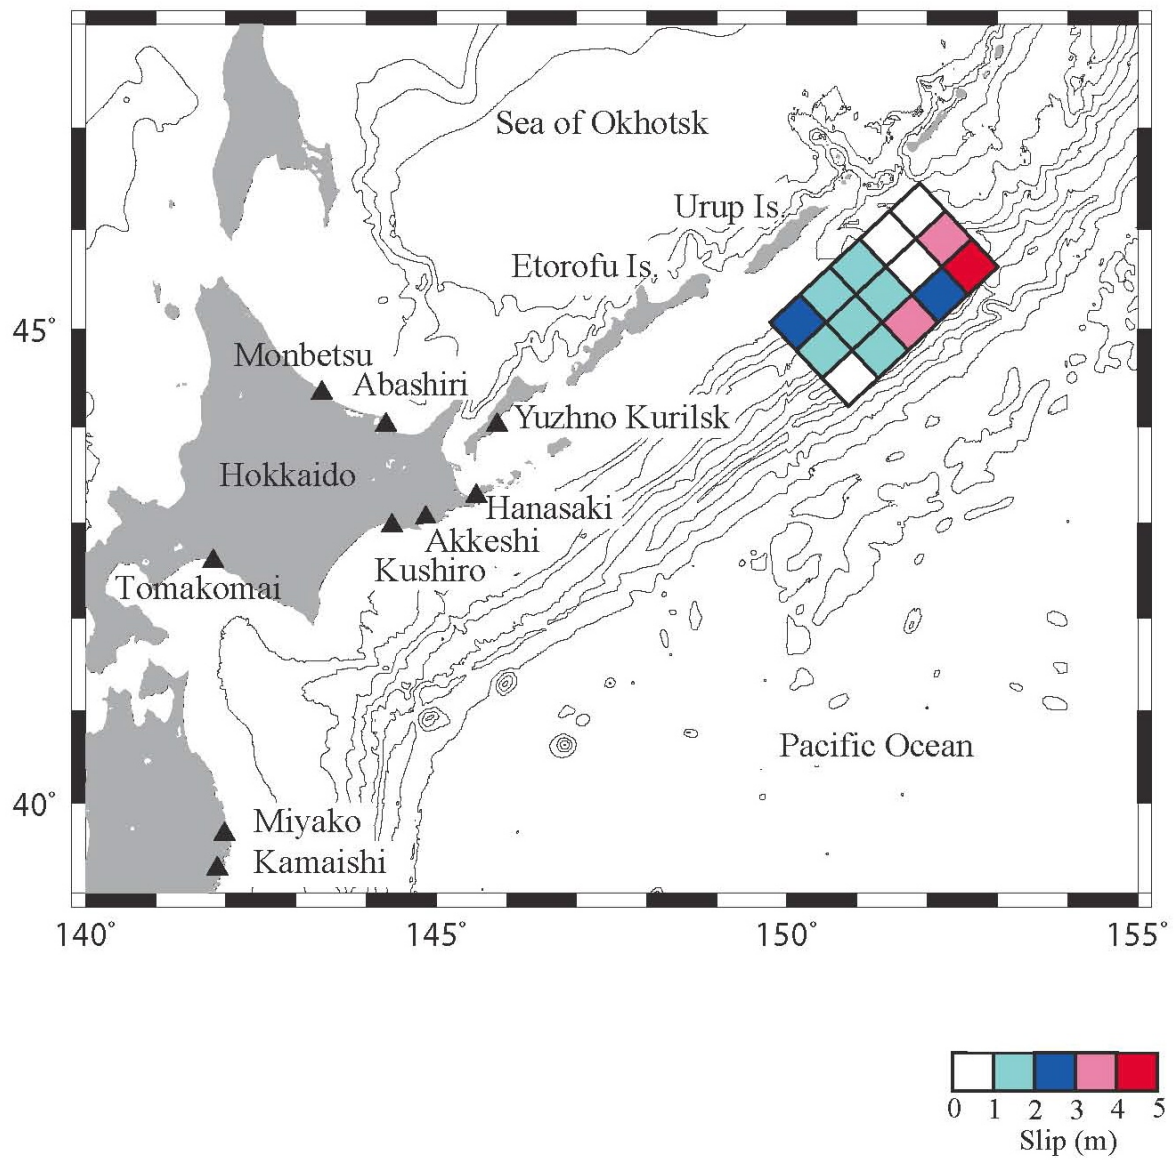 Sea of Okhotsk
Urup Is.
Etorofu Is.
45°
Monbetsu
Abashiri
Yuzhno Kurilsk
Hokkaido
Hanasaki
Akkeshi
Kushiro
Tomakomai
Pacific Ocean
40°
Miyako
Kamaishi
140° 145° 150° 155°
0 1 2 3 4 5
Slip (m)